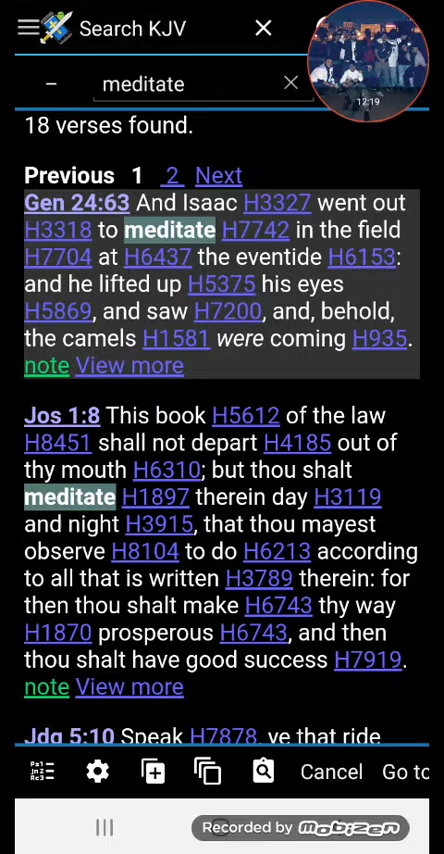 Search KJV
meditate
12:19
18 verses found.
Previous 1 2 Next
Gen 24:63 And Isaac H3327 went out
H3318 to meditate H7742 in the field
H7704 at H6437 the eventide H6153:
and he lifted up H5375 his eyes
H5869, and saw H7200, and, behold,
the camels H1581 were coming H935.
note View more
Jos 1:8 This book H5612 of the law
H8451 shall not depart H4185 out of
thy mouth H6310; but thou shalt
meditate H1897 therein day H3119
and night H3915, that thou mayest
observe H8104 to do H6213 according
to all that is written H3789 therein: for
then thou shalt make H6743 thy way
H1870 prosperous H6743, and then
thou shalt have good success H7919.
note View more
Jdg 5:10 Speak H7878, ye that ride
Cancel Go to
Recorded by mobizen